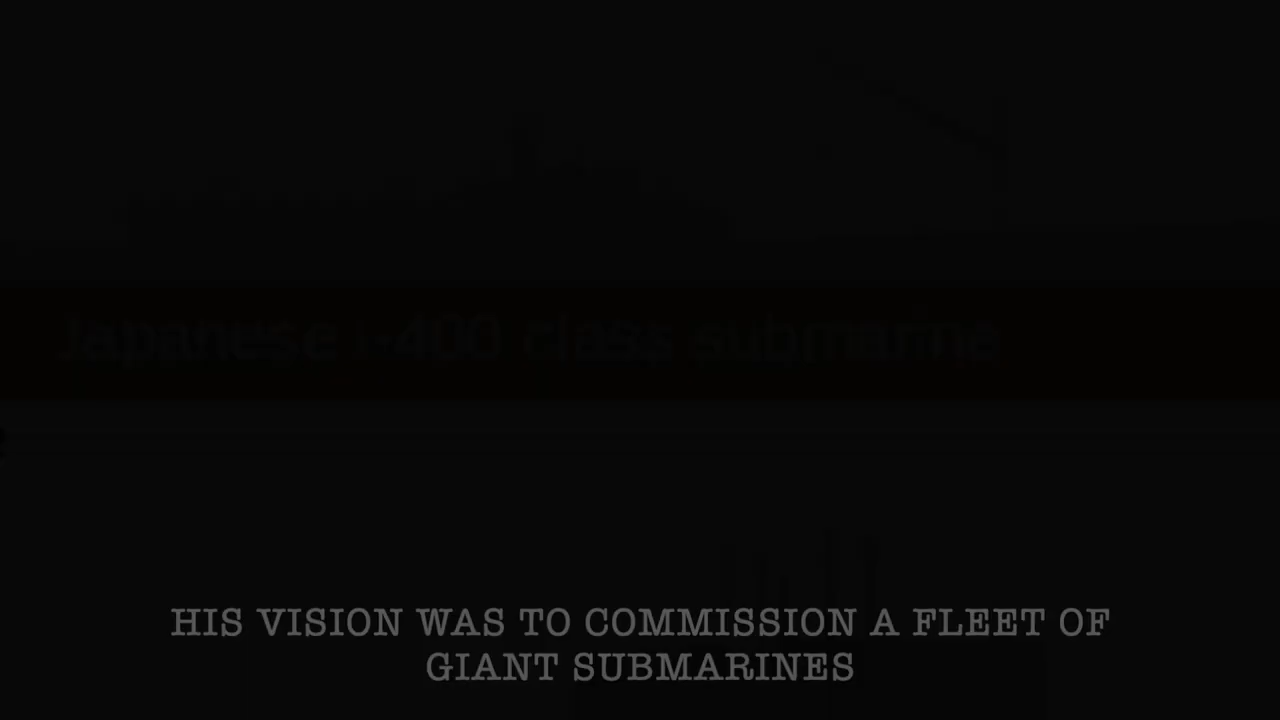 Japanese I-400 class submarine
HIS VISION WAS TO COMMISSION A FLEET OF
GIANT SUBMARINES